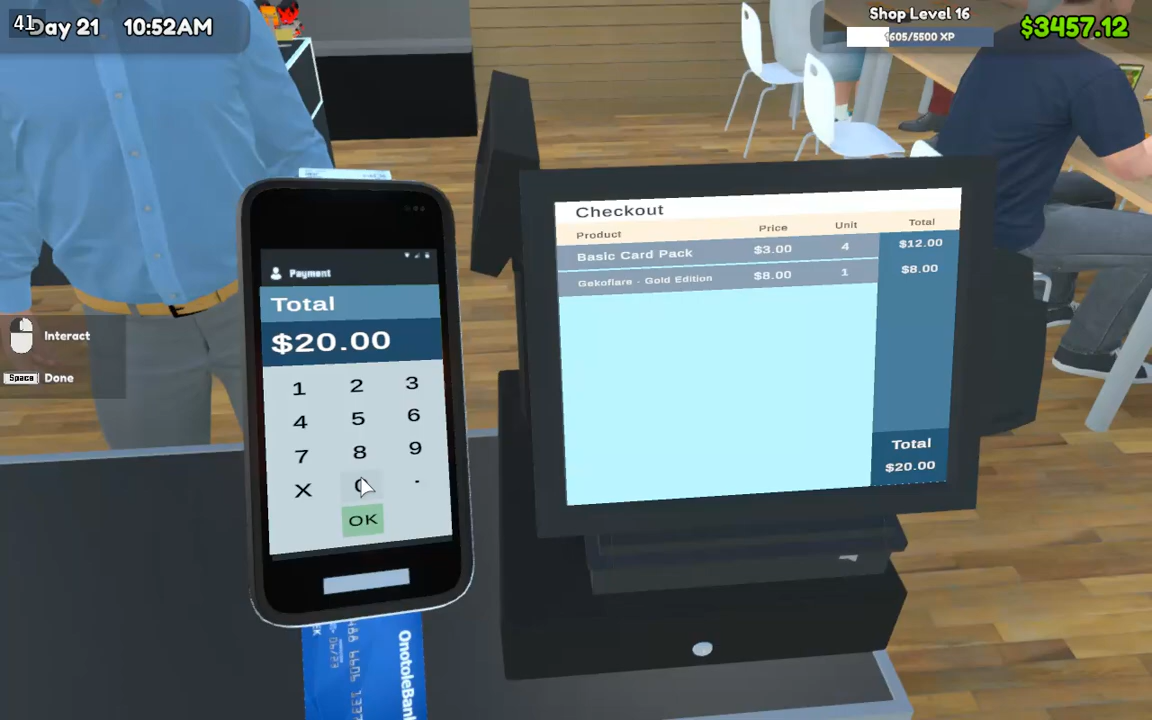 41
Day 21 10:52AM
Shop Level 16
1605/5500 XP
$3457.12
Interact
Space Done
Payment
Total
$20.00
1 2 3
4 5 6
7 8 9
X 0 .
OK
Checkout
Product Price Unit Total
Basic Card Pack $3.00 4 $12.00
Gekoflare - Gold Edition $8.00 1 $8.00
Total
$20.00
OnotoleBank